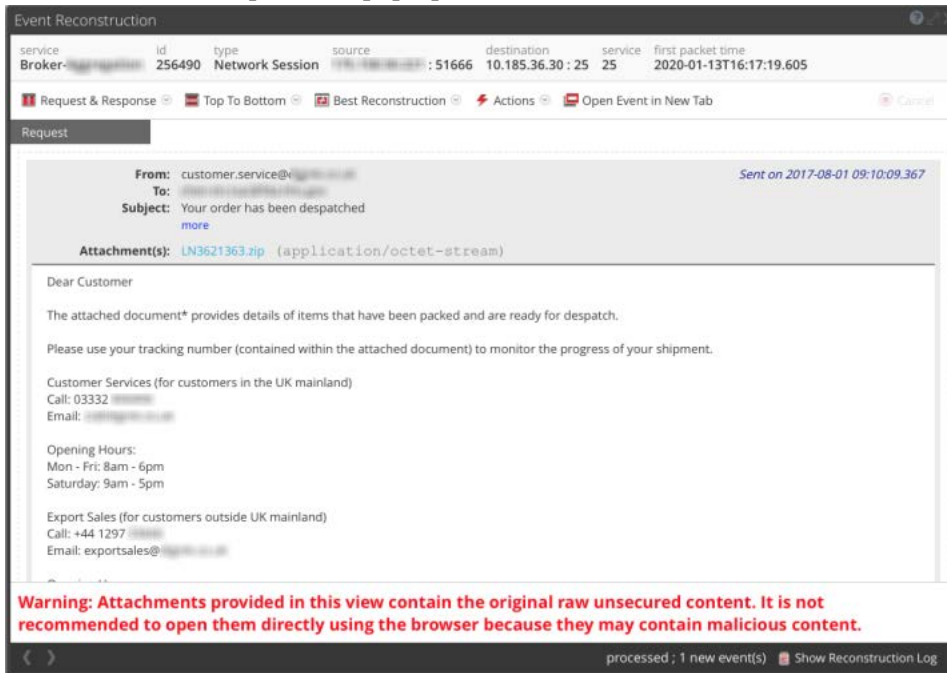 Event Reconstruction
service id type source destination service first packet time
Broker- 256490 Network Session : 51666 10.185.36.30 : 25 25 2020-01-13T16:17:19.605
Request & Response Top To Bottom Best Reconstruction Actions Open Event in New Tab Cancel
Request
From: customer.service@ Sent on 2017-08-01 09:10:09.367
To:
Subject: Your order has been despatched
more
Attachment(s): LN3621363.zip (application/octet-stream)
Dear Customer
The attached document* provides details of items that have been packed and are ready for despatch.
Please use your tracking number (contained within the attached document) to monitor the progress of your shipment.
Customer Services (for customers in the UK mainland)
Call: 03332
Email:
Opening Hours:
Mon - Fri: 8am - 6pm
Saturday: 9am - 5pm
Export Sales (for customers outside UK mainland)
Call: +44 1297
Email: exportsales@
Warning: Attachments provided in this view contain the original raw unsecured content. It is not
recommended to open them directly using the browser because they may contain malicious content.
processed ; 1 new event(s) Show Reconstruction Log